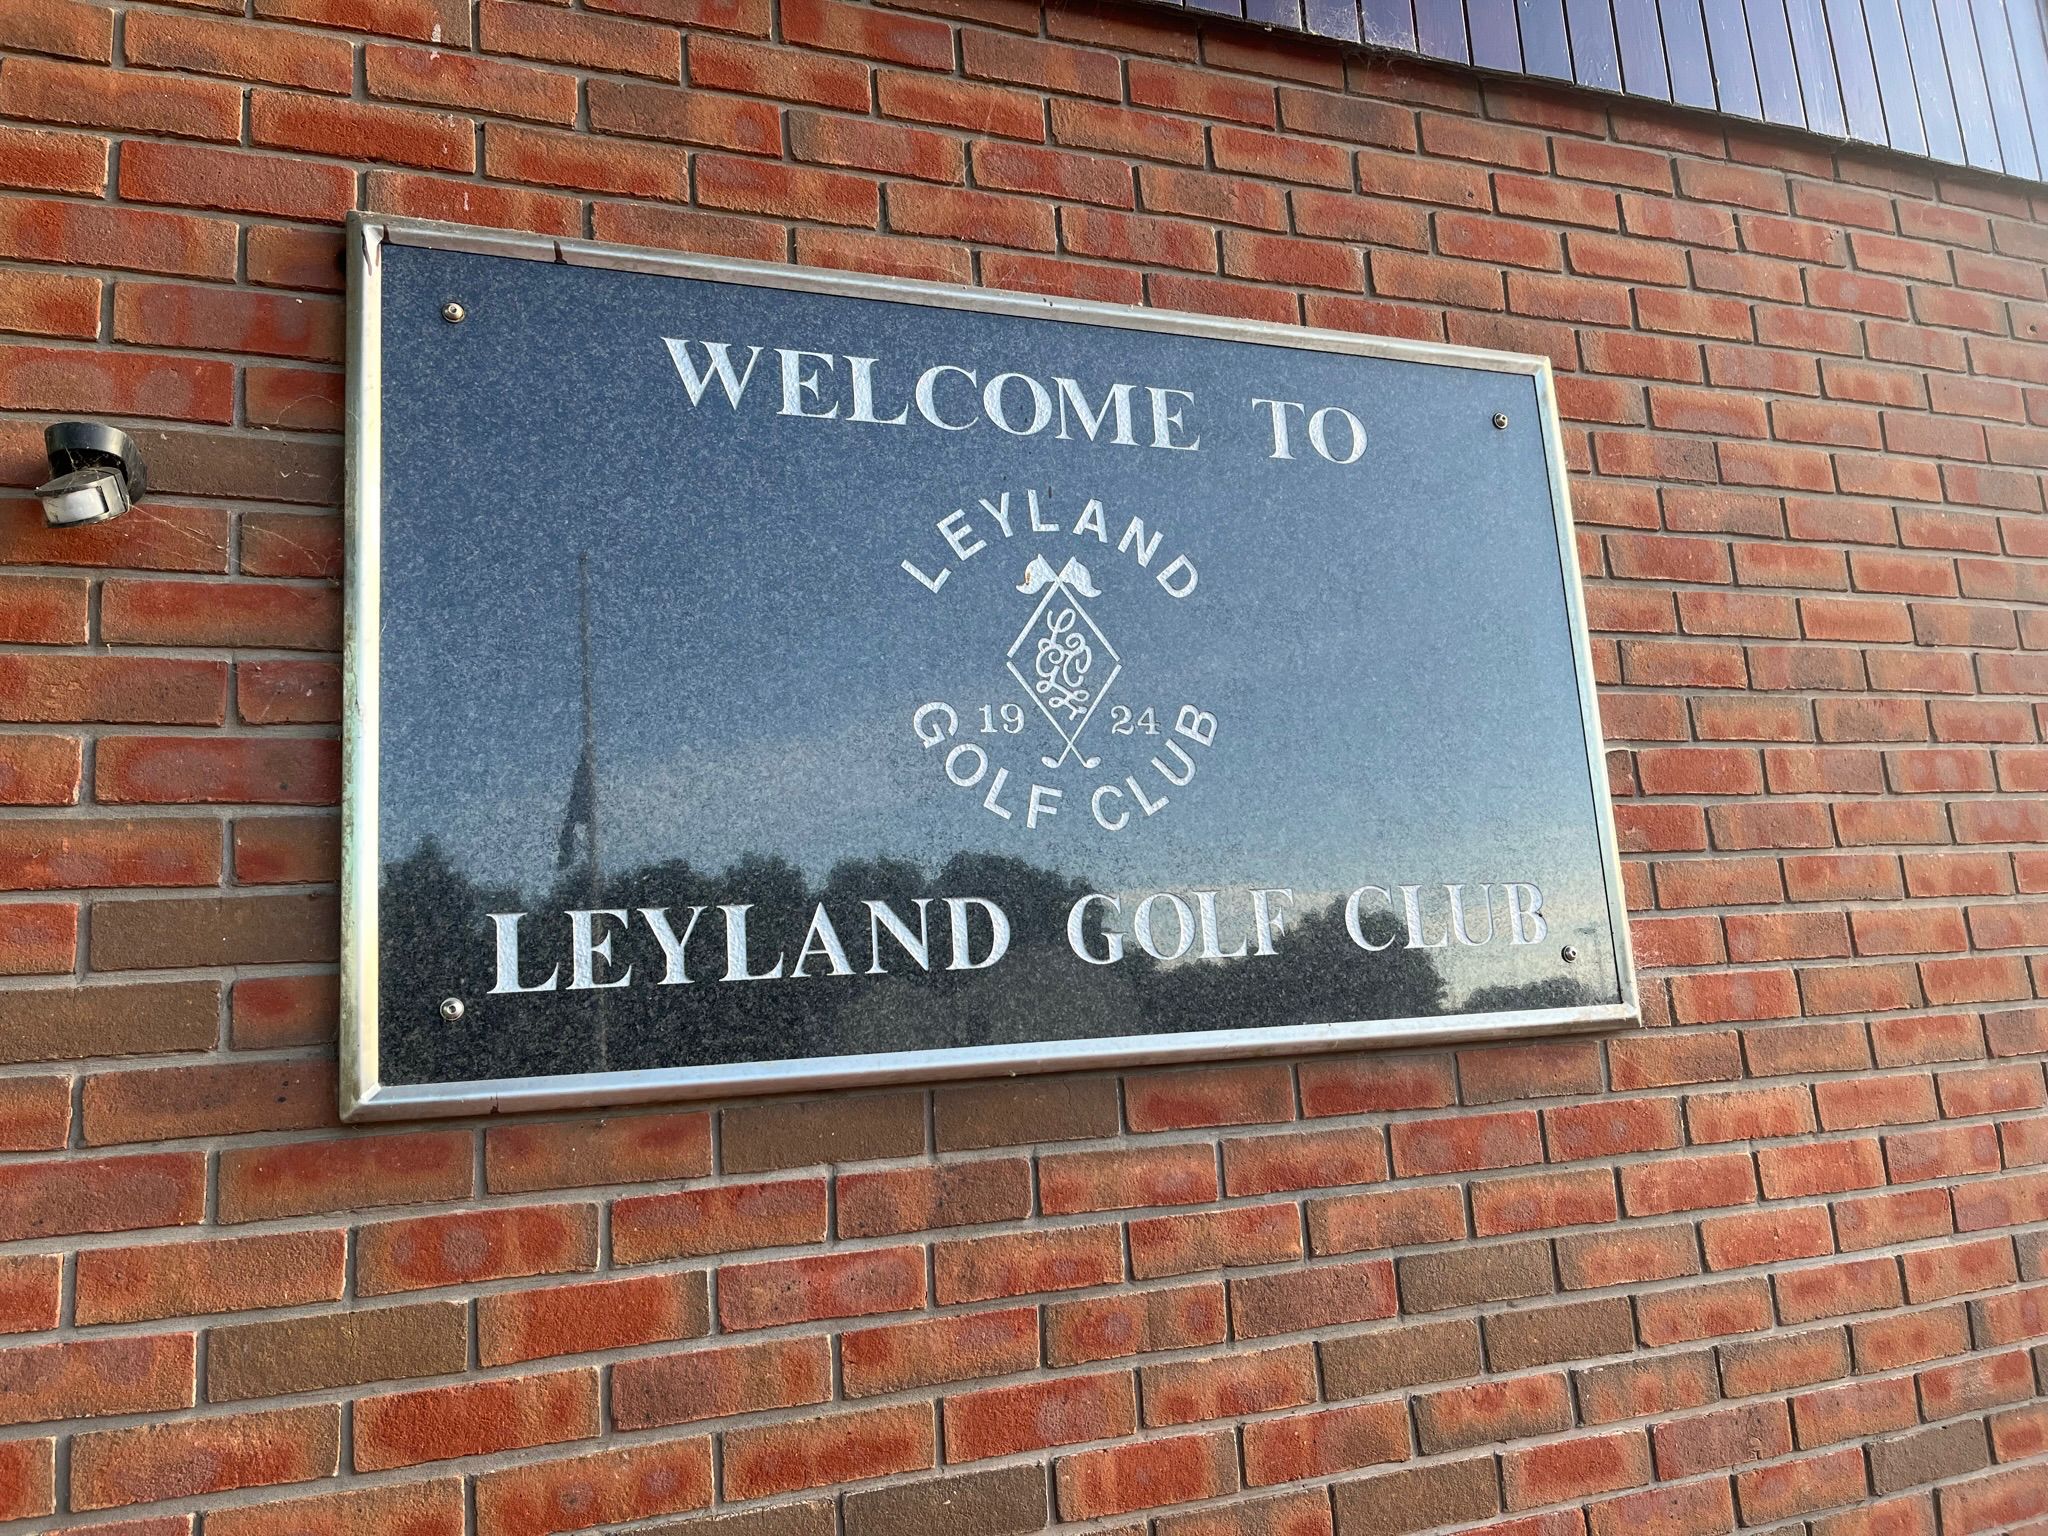 WELCOME TO
LEYLAND
19 24
GOLF CLUB
LEYLAND GOLF CLUB